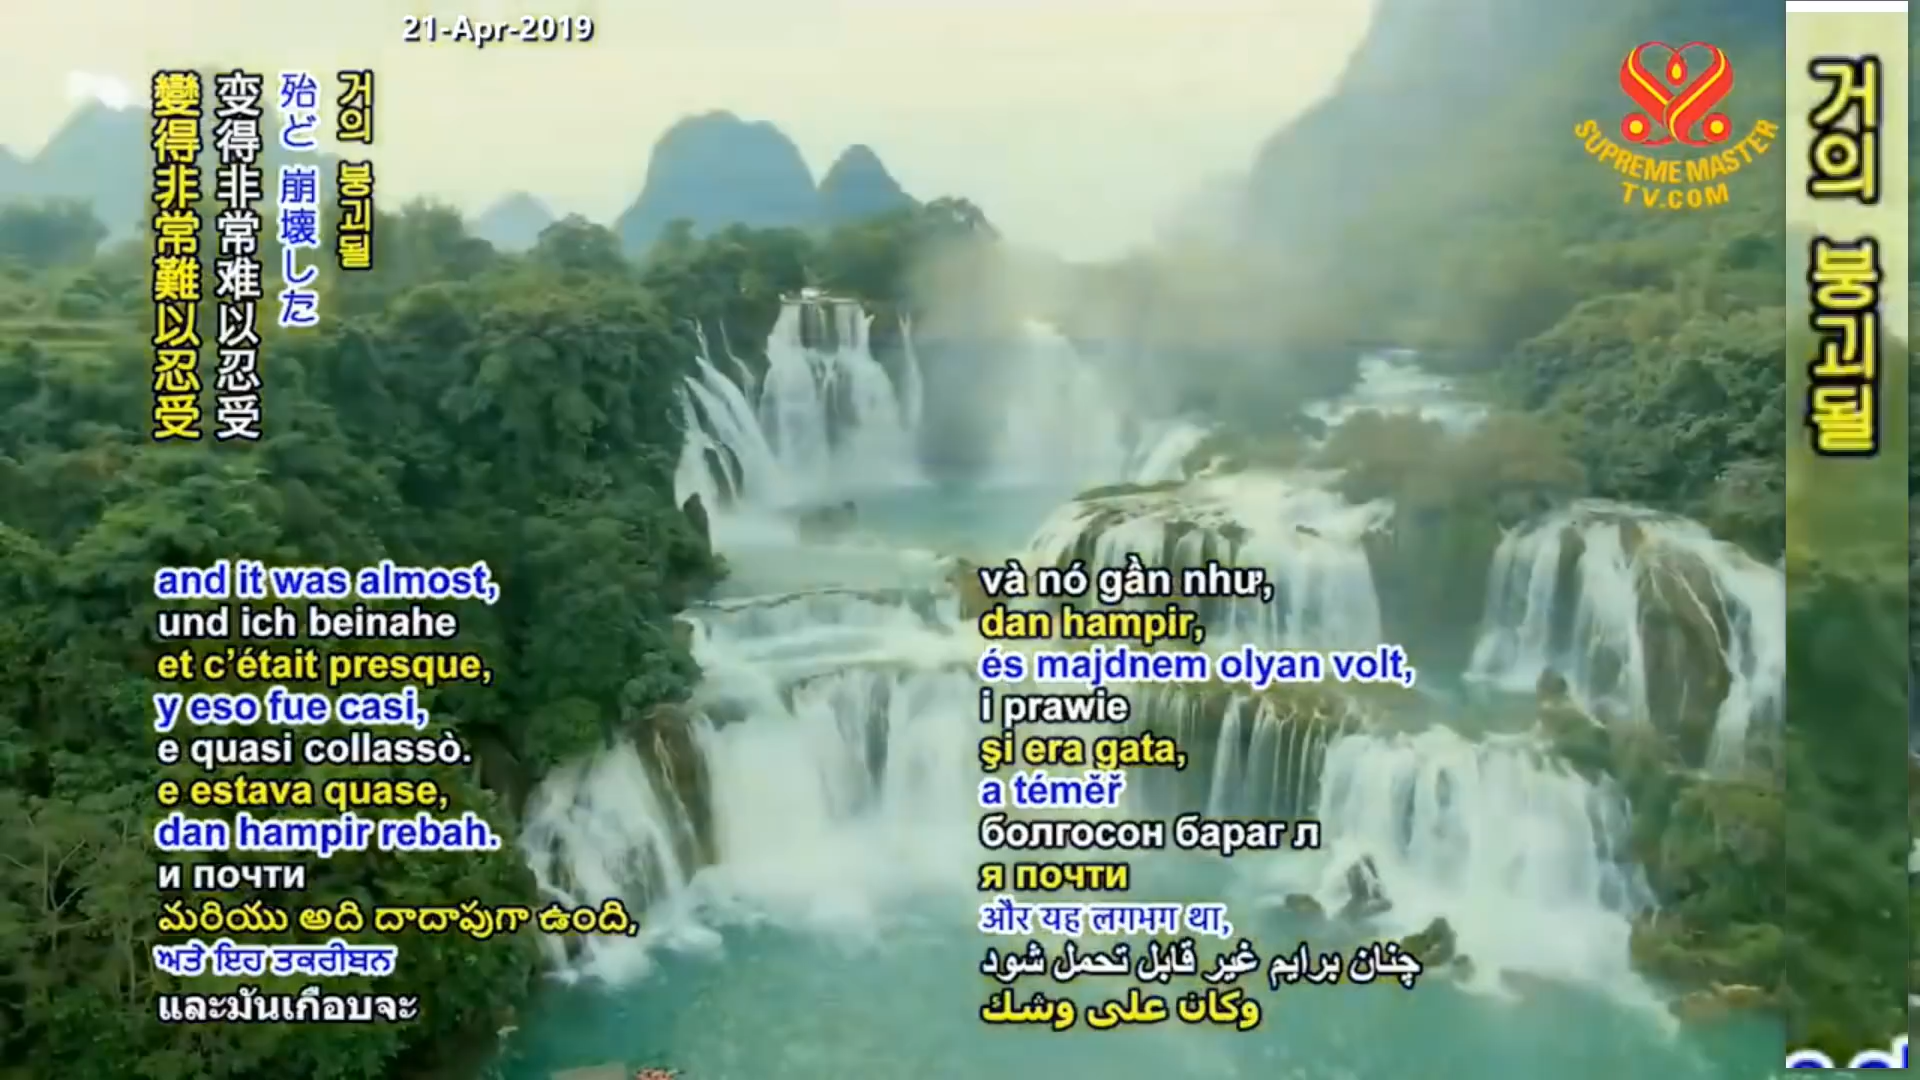 21-Apr-2019
SUPREME MASTER
TV.COM
變得非常難以忍受
变得非常难以忍受
殆ど 崩壊した
거의 붕괴될
거의 붕괴될
and it was almost,
und ich beinahe
et c’était presque,
y eso fue casi,
e quasi collassò.
e estava quase,
dan hampir rebah.
и почти
మరియు అది దాదాపుగా ఉంది,
ਅਤੇ ਇਹ ਤਕਰੀਬਨ
และมันเกือบจะ
và nó gần như,
dan hampir,
és majdnem olyan volt,
i prawie
şi era gata,
a téměř
болгосон бараг л
я почти
और यह लगभग था,
چنان برایم غیر قابل تحمل شود
وكان على وشك